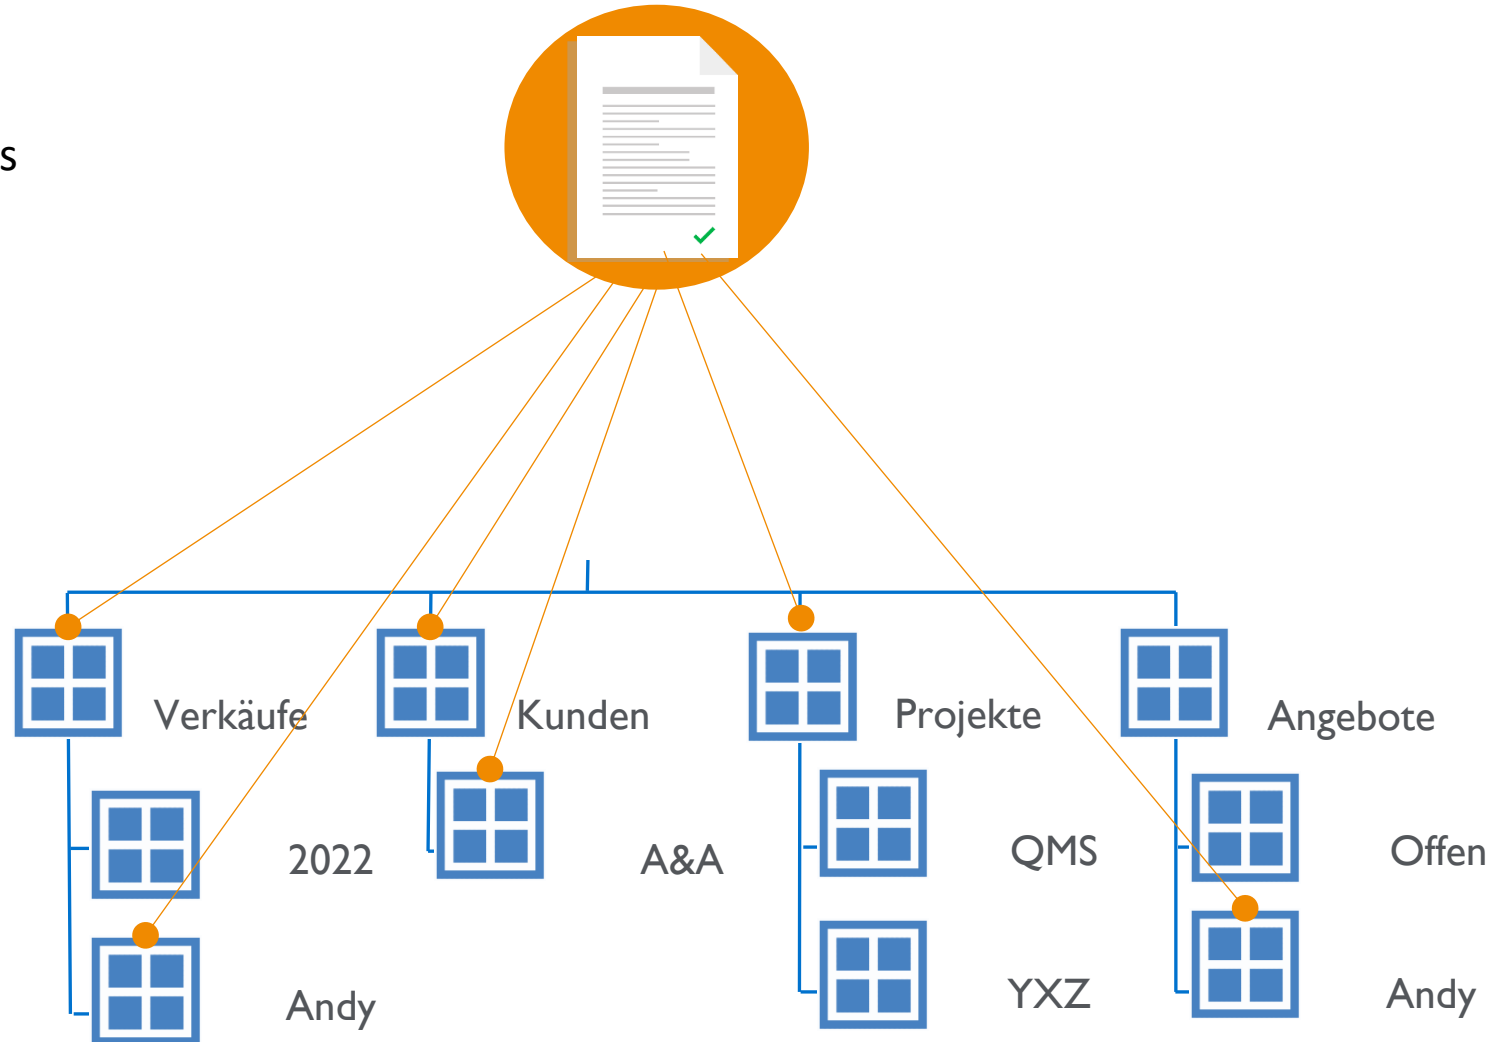 s
Verkäufe
Kunden
Projekte
Angebote
2022
A&A
QMS
Offen
Andy
YXZ
Andy